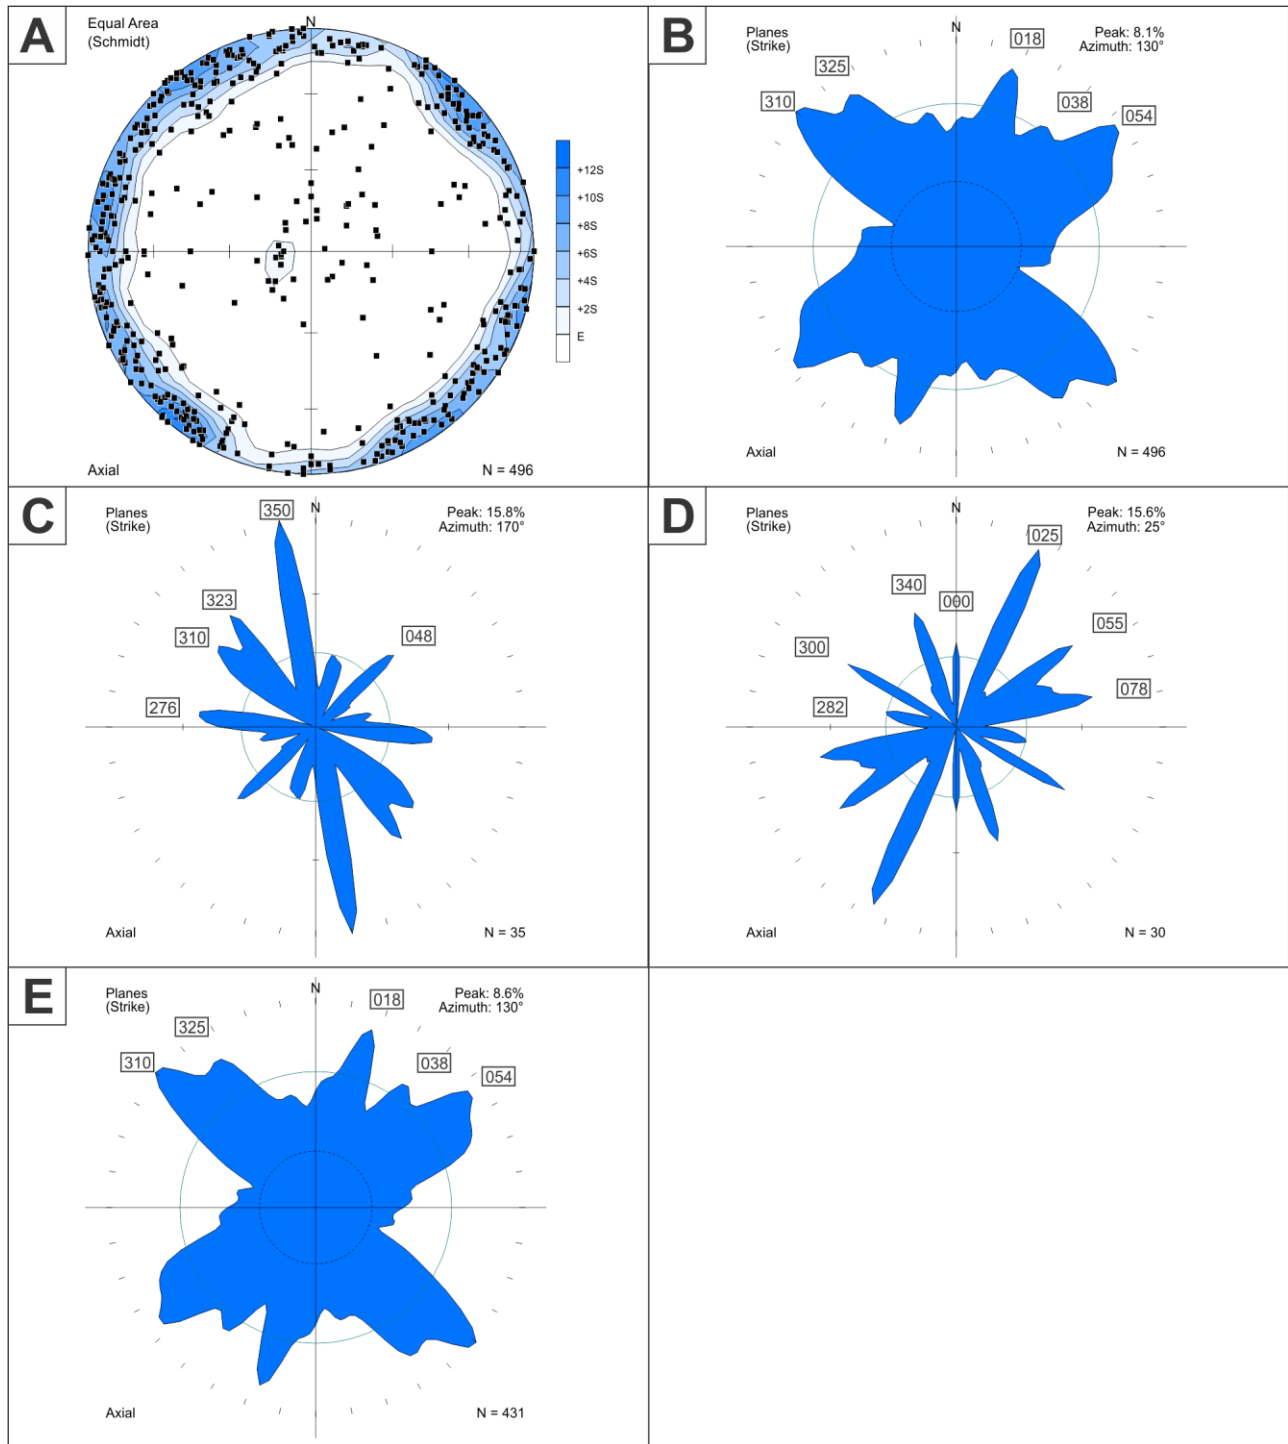 A
Equal Area
(Schmidt)
N
+12S
+10S
+8S
+6S
+4S
+2S
E
Axial
N = 496
B
Planes
(Strike)
N
Peak: 8.1%
Azimuth: 130°
018
325
038
310
054
Axial
N = 496
C
Planes
(Strike)
N
Peak: 15.8%
Azimuth: 170°
350
323
310
048
276
Axial
N = 35
D
Planes
(Strike)
N
Peak: 15.6%
Azimuth: 25°
025
340
000
055
300
078
282
Axial
N = 30
E
Planes
(Strike)
N
Peak: 8.6%
Azimuth: 130°
018
325
038
310
054
Axial
N = 431